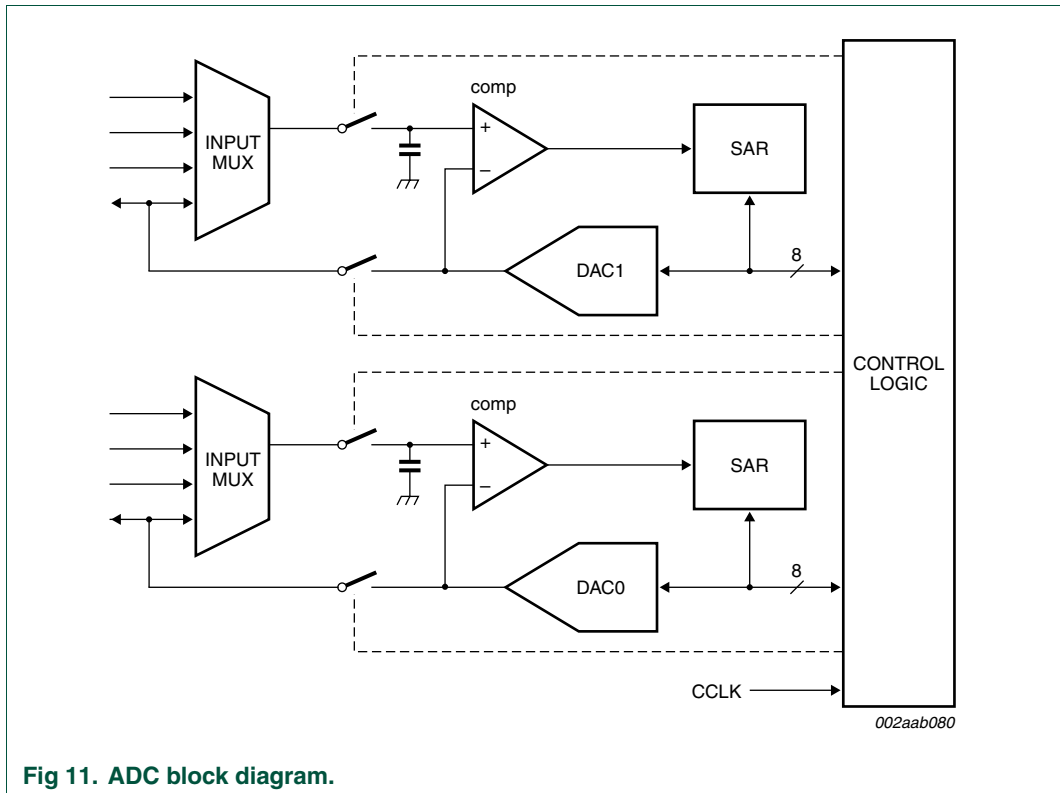 comp
INPUT
MUX
+
–
SAR
DAC1
8
CONTROL
LOGIC
comp
INPUT
MUX
+
–
SAR
DAC0
8
CCLK
002aab080
Fig 11. ADC block diagram.